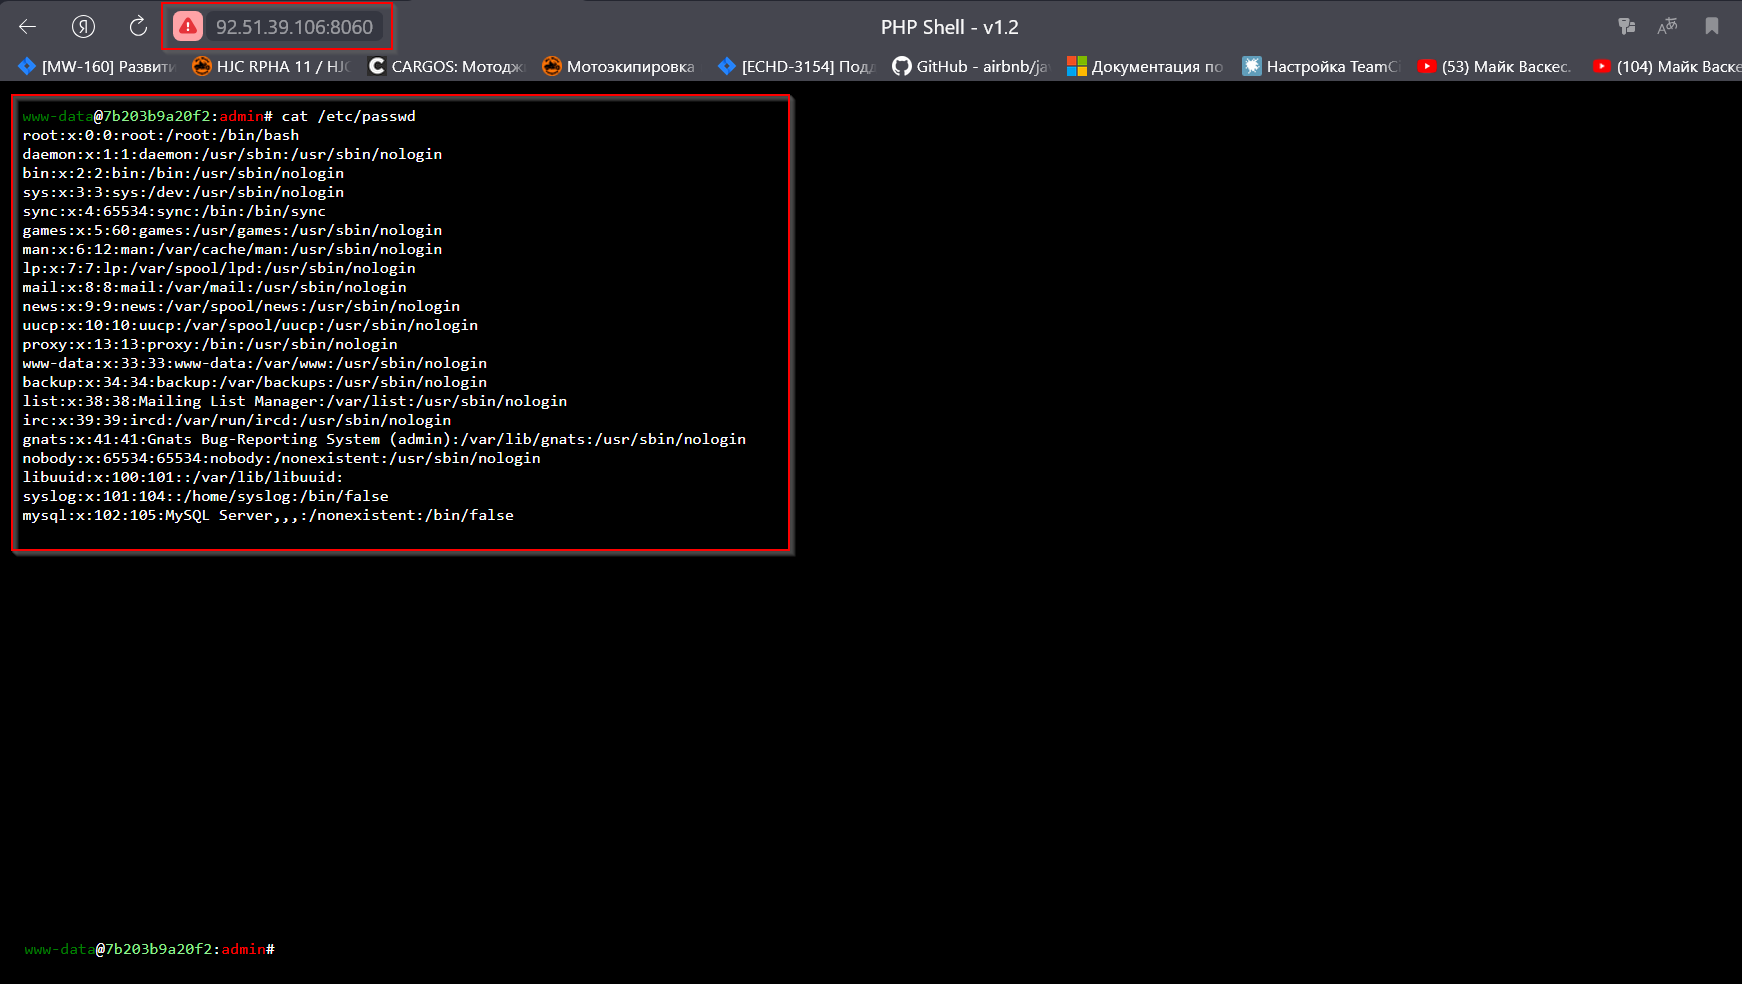 Я
92.51.39.106:8060
PHP Shell - v1.2
[MW-160] Развити
HJC RPHA 11 / HJC
CARGOS: Мотодж
Мотоэкипировка
[ECHD-3154] Под
GitHub - airbnb/ja
Документация по
Настройка TeamCi
(53) Майк Васкес.
(104) Майк Васке
www-data@7b203b9a20f2:admin# cat /etc/passwd
root:x:0:0:root:/root:/bin/bash
daemon:x:1:1:daemon:/usr/sbin:/usr/sbin/nologin
bin:x:2:2:bin:/bin:/usr/sbin/nologin
sys:x:3:3:sys:/dev:/usr/sbin/nologin
sync:x:4:65534:sync:/bin:/bin/sync
games:x:5:60:games:/usr/games:/usr/sbin/nologin
man:x:6:12:man:/var/cache/man:/usr/sbin/nologin
lp:x:7:7:lp:/var/spool/lpd:/usr/sbin/nologin
mail:x:8:8:mail:/var/mail:/usr/sbin/nologin
news:x:9:9:news:/var/spool/news:/usr/sbin/nologin
uucp:x:10:10:uucp:/var/spool/uucp:/usr/sbin/nologin
proxy:x:13:13:proxy:/bin:/usr/sbin/nologin
www-data:x:33:33:www-data:/var/www:/usr/sbin/nologin
backup:x:34:34:backup:/var/backups:/usr/sbin/nologin
list:x:38:38:Mailing List Manager:/var/list:/usr/sbin/nologin
irc:x:39:39:ircd:/var/run/ircd:/usr/sbin/nologin
gnats:x:41:41:Gnats Bug-Reporting System (admin):/var/lib/gnats:/usr/sbin/nologin
nobody:x:65534:65534:nobody:/nonexistent:/usr/sbin/nologin
libuuid:x:100:101::/var/lib/libuuid:
syslog:x:101:104::/home/syslog:/bin/false
mysql:x:102:105:MySQL Server,,,:/nonexistent:/bin/false
www-data@7b203b9a20f2:admin#